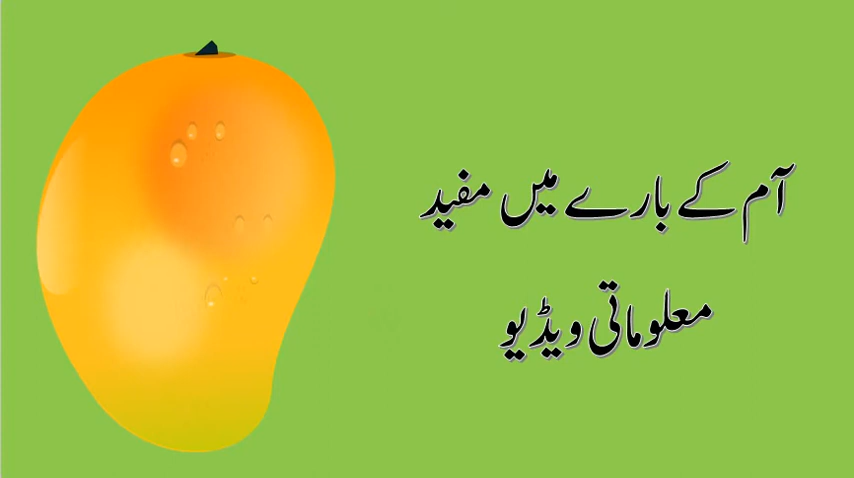 آم کے بارے میں مفید
معلوماتی ویڈیو